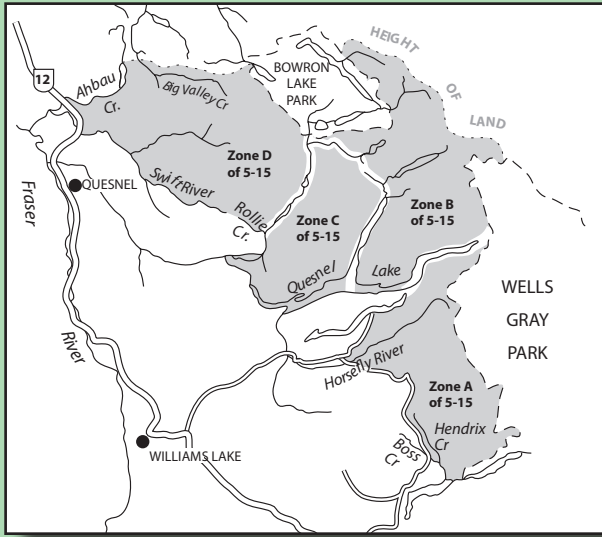 HEIGHT
OF
LAND
BOWRON
LAKE
PARK
12
Ahbau
Cr.
Big Valley Cr
Zone D
of 5-15
Swift River
QUESNEL
Rollie
Cr.
Zone C
of 5-15
Zone B
of 5-15
Fraser
River
Quesnel
Lake
WELLS
GRAY
PARK
Horsefly River
Zone A
of 5-15
Hendrix
Cr
Boss
Cr
WILLIAMS LAKE